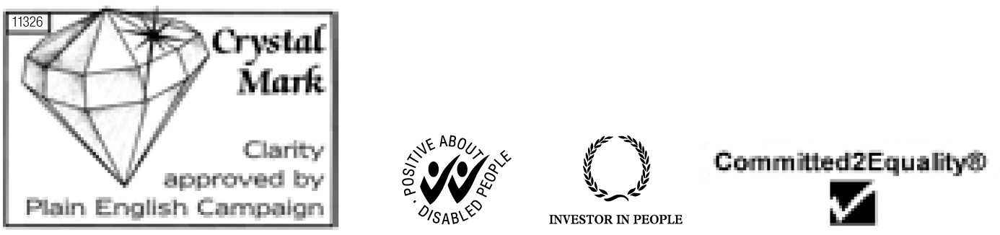 11326
Crystal
Mark
Clarity
approved by
Plain English Campaign
POSITIVE ABOUT
DISABLED PEOPLE
INVESTOR IN PEOPLE
Committed2Equality®